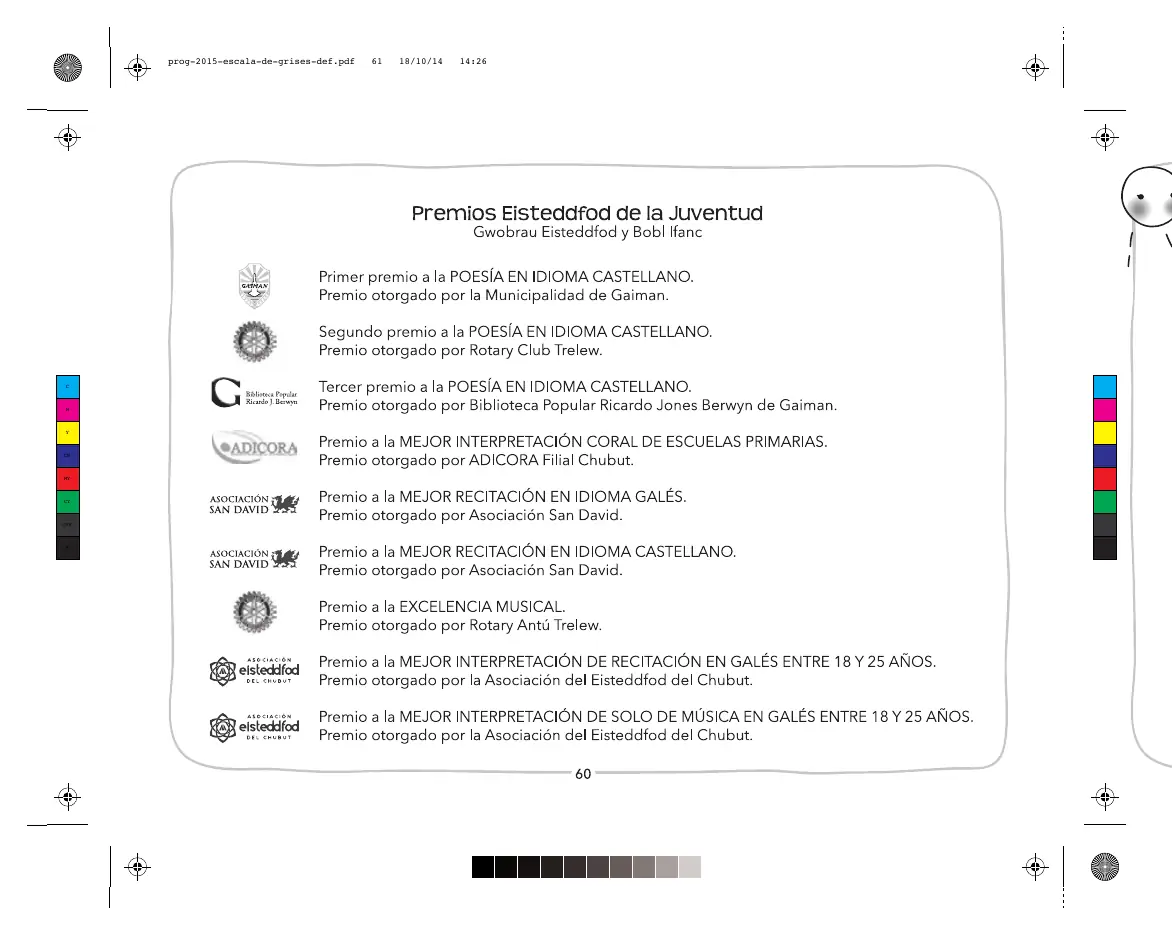 prog-2015-escala-de-grises-def.pdf 61 18/10/14 14:26
Premios Eisteddfod de la Juventud
Gwobrau Eisteddfod y Bobl Ifanc
GAIMAN
Primer premio a la POESÍA EN IDIOMA CASTELLANO.
Premio otorgado por la Municipalidad de Gaiman.
Segundo premio a la POESÍA EN IDIOMA CASTELLANO.
Premio otorgado por Rotary Club Trelew.
G Biblioteca Popular
Ricardo J. Berwyn
Tercer premio a la POESÍA EN IDIOMA CASTELLANO.
Premio otorgado por Biblioteca Popular Ricardo Jones Berwyn de Gaiman.
ADICORA
Premio a la MEJOR INTERPRETACIÓN CORAL DE ESCUELAS PRIMARIAS.
Premio otorgado por ADICORA Filial Chubut.
ASOCIACIÓN
SAN DAVID
Premio a la MEJOR RECITACIÓN EN IDIOMA GALÉS.
Premio otorgado por Asociación San David.
ASOCIACIÓN
SAN DAVID
Premio a la MEJOR RECITACIÓN EN IDIOMA CASTELLANO.
Premio otorgado por Asociación San David.
Premio a la EXCELENCIA MUSICAL.
Premio otorgado por Rotary Antú Trelew.
ASOCIACIÓN
eisteddfod
DEL CHUBUT
Premio a la MEJOR INTERPRETACIÓN DE RECITACIÓN EN GALÉS ENTRE 18 Y 25 AÑOS.
Premio otorgado por la Asociación del Eisteddfod del Chubut.
ASOCIACIÓN
eisteddfod
DEL CHUBUT
Premio a la MEJOR INTERPRETACIÓN DE SOLO DE MÚSICA EN GALÉS ENTRE 18 Y 25 AÑOS.
Premio otorgado por la Asociación del Eisteddfod del Chubut.
60